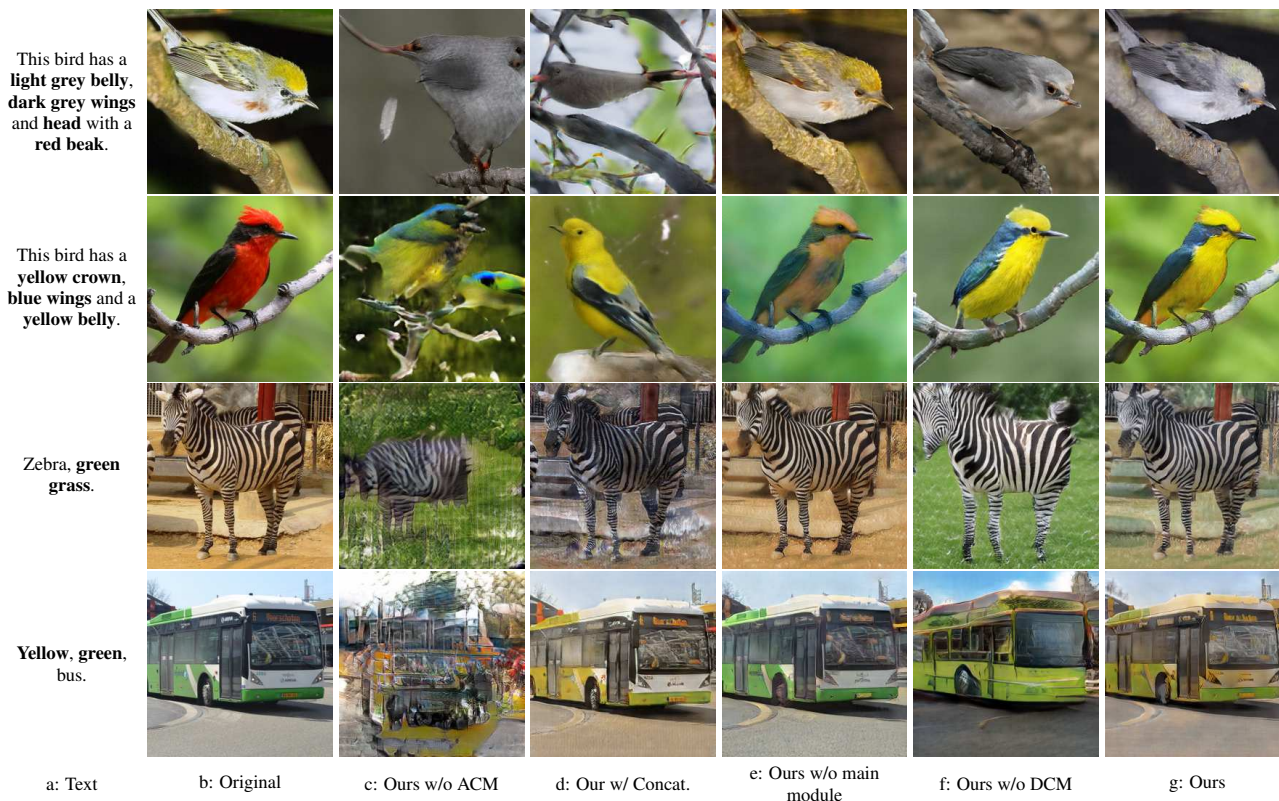 This bird has a
light grey belly,
dark grey wings
and head with a
red beak.
This bird has a
yellow crown,
blue wings and a
yellow belly.
Zebra, green
grass.
Yellow, green,
bus.
a: Text
b: Original
c: Ours w/o ACM
d: Our w/ Concat.
e: Ours w/o main
module
f: Ours w/o DCM
g: Ours